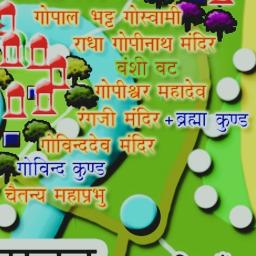 गोपाल भट्ट गोस्वामी
राधा गोपीनाथ मंदिर
वंशी वट
गोपीश्वर महादेव
रंगजी मंदिर + ब्रह्मा कुण्ड
गोविन्ददेव मंदिर
गोविन्द कुण्ड
चैतन्य महाप्रभु